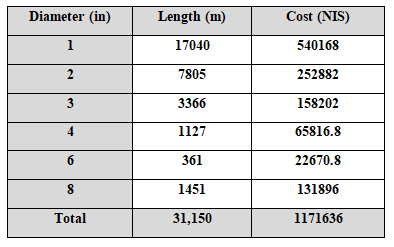 Diameter (in) Length (m) Cost (NIS)
1 17040 540168
2 7805 252882
3 3366 158202
4 1127 65816.8
6 361 22670.8
8 1451 131896
Total 31,150 1171636